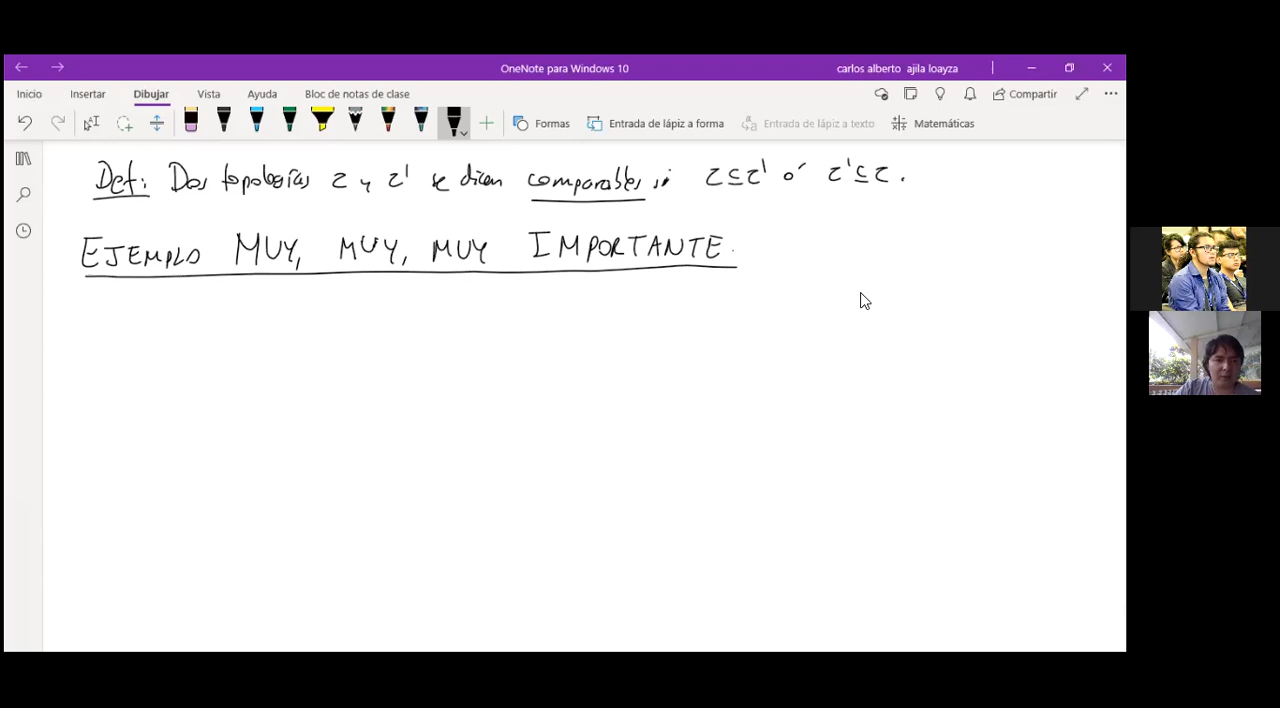 OneNote para Windows 10
carlos alberto ajila loayza
Inicio Insertar Dibujar Vista Ayuda Bloc de notas de clase
Compartir
Formas Entrada de lápiz a forma Entrada de lápiz a texto Matemáticas
Def: Dos topologías τ y τ' se dicen comparables si τ⊆τ' ó τ'⊆τ.
EJEMPLO MUY, MUY, MUY IMPORTANTE.